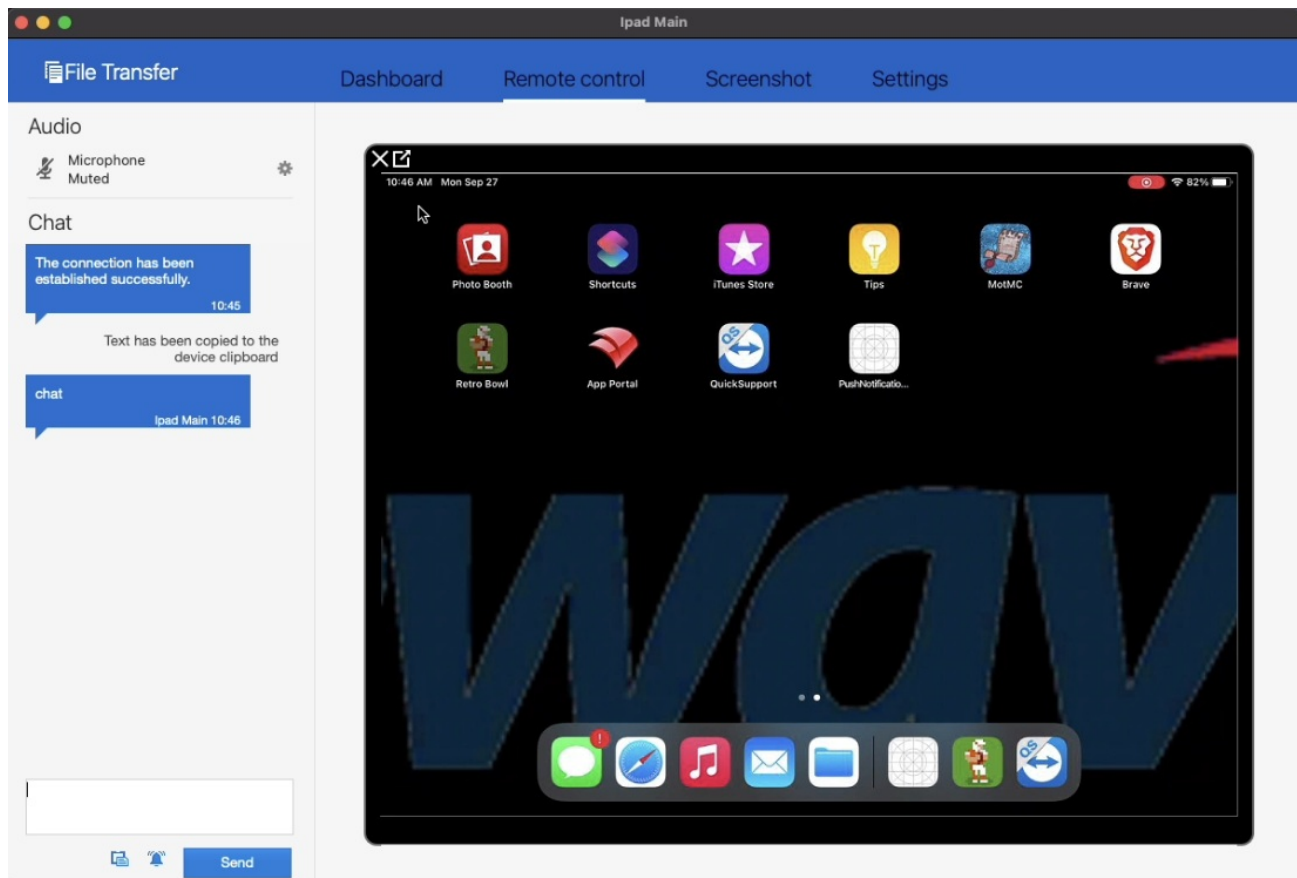 Ipad Main
File Transfer
Dashboard
Remote control
Screenshot
Settings
Audio
Microphone
Muted
Chat
The connection has been
established successfully.
10:45
Text has been copied to the
device clipboard
chat
Ipad Main 10:46
Send
10:46 AM Mon Sep 27
82%
Photo Booth
Shortcuts
iTunes Store
Tips
MotMC
Brave
Retro Bowl
App Portal
QS
QuickSupport
PushNotificatio...
wav
!
QS